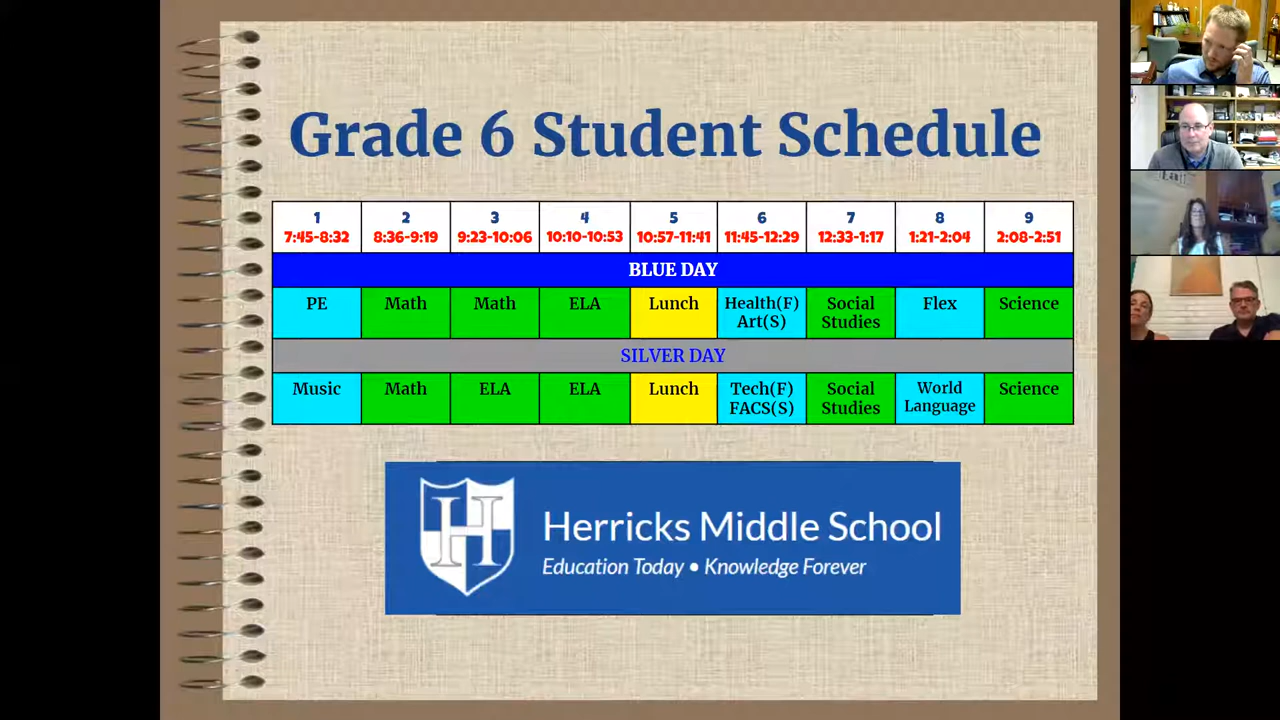 Grade 6 Student Schedule
1 2 3 4 5 6 7 8 9
7:45-8:32 8:36-9:19 9:23-10:06 10:10-10:53 10:57-11:41 11:45-12:29 12:33-1:17 1:21-2:04 2:08-2:51
BLUE DAY
PE Math Math ELA Lunch Health(F) Social Flex Science
Art(S) Studies
SILVER DAY
Music Math ELA ELA Lunch Tech(F) Social World Science
FACS(S) Studies Language
H
Herricks Middle School
Education Today • Knowledge Forever